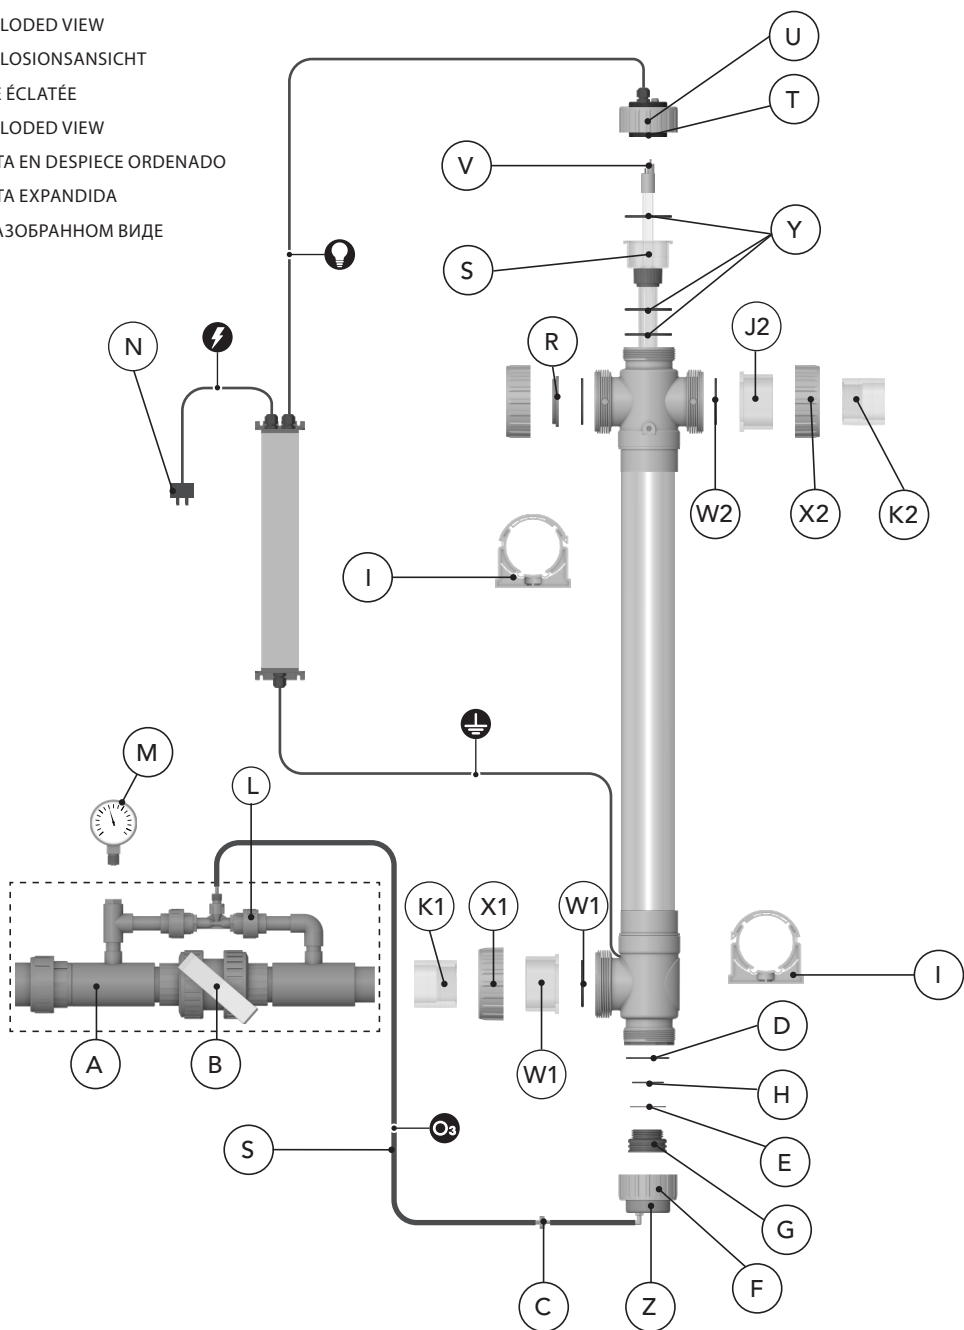 LODED VIEW
LOSIONSANSICHT
E ÉCLATÉE
LODED VIEW
TA EN DESPIECE ORDENADO
TA EXPANDIDA
АЗОБРАННОМ ВИДЕ
U
T
V
Y
S
N
R
J2
W2
X2
K2
I
M
L
K1
X1
W1
I
A
B
W1
D
H
O3
S
E
G
F
C
Z